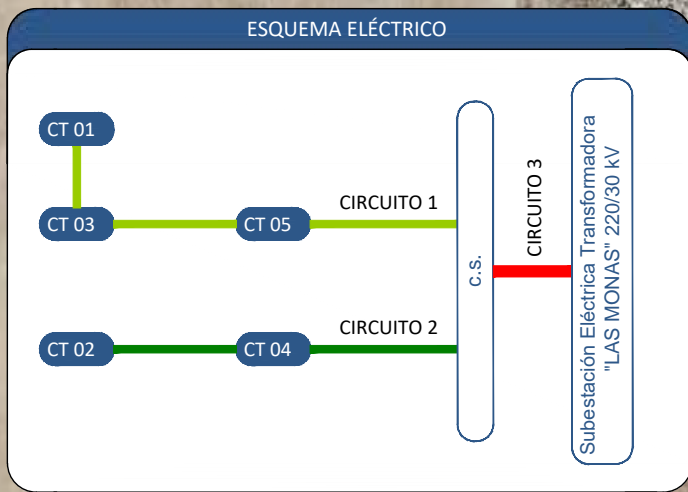 ESQUEMA ELÉCTRICO
CT 01
CT 03
CT 05
CIRCUITO 1
CT 02
CT 04
CIRCUITO 2
c.s.
CIRCUITO 3
Subestación Eléctrica Transformadora
"LAS MONAS" 220/30 kV